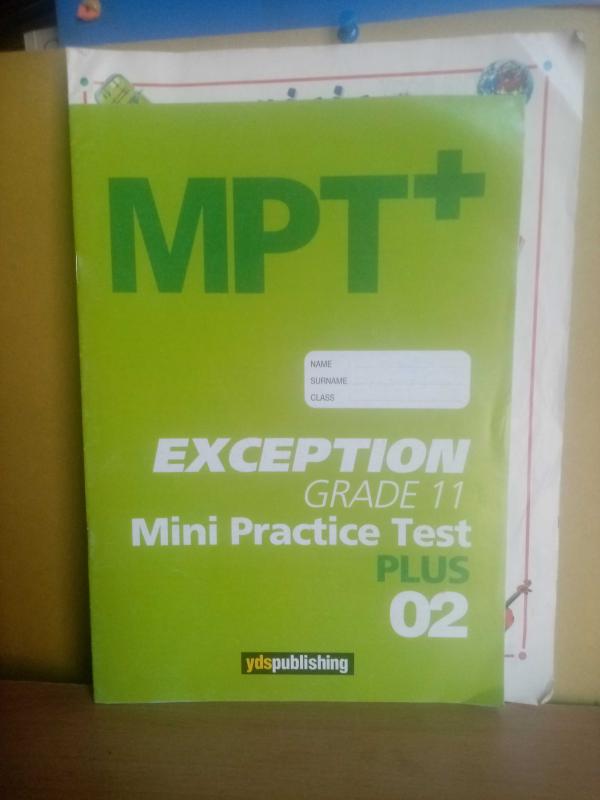 MPT+
NAME
SURNAME
CLASS
EXCEPTION
GRADE 11
Mini Practice Test
PLUS
02
ydspublishing